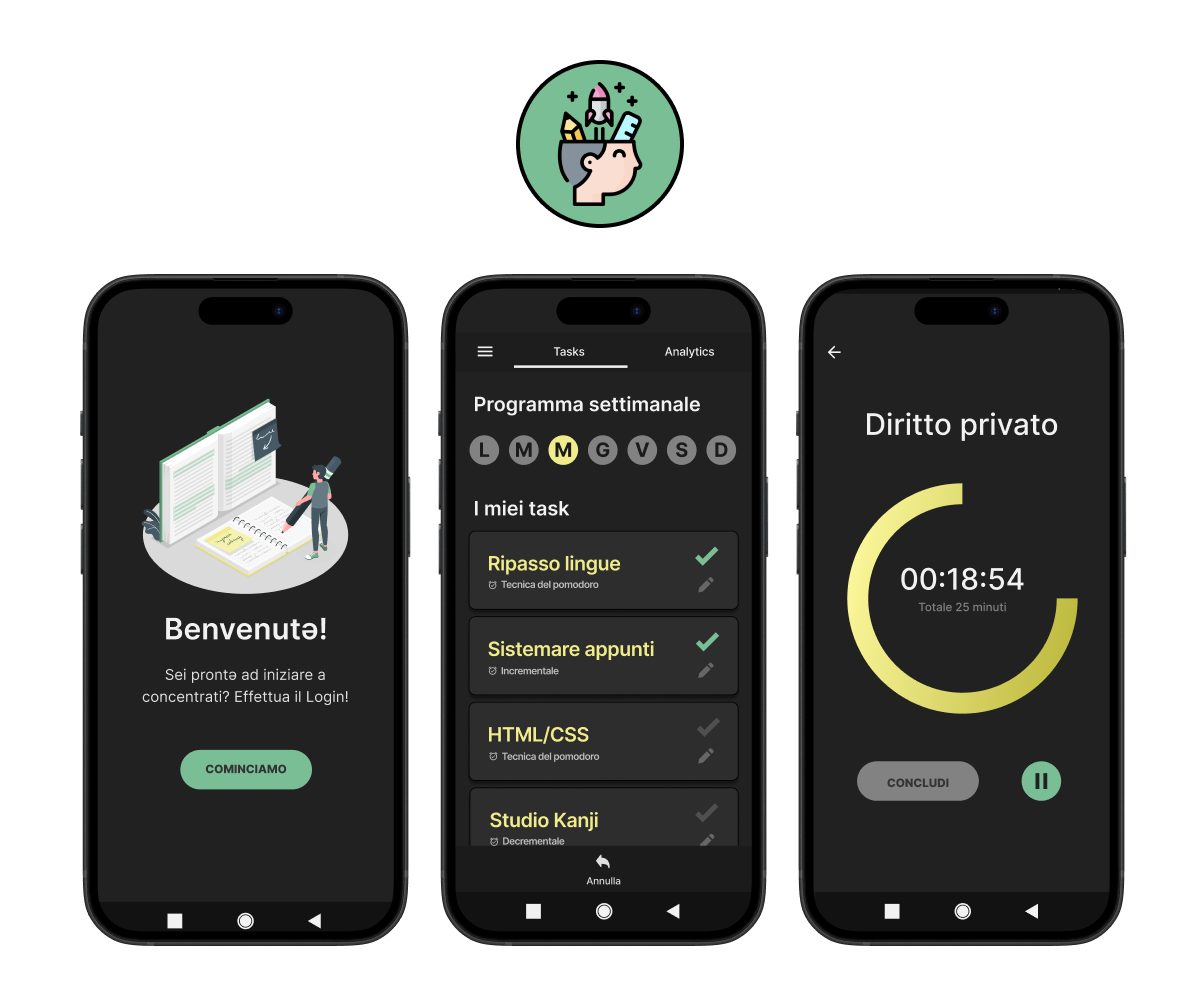 Benvenutə!
Sei prontə ad iniziare a
concentrati? Effettua il Login!
COMINCIAMO
Tasks
Analytics
Programma settimanale
L M M G V S D
I miei task
Ripasso lingue
Tecnica del pomodoro
Sistemare appunti
Incrementale
HTML/CSS
Tecnica del pomodoro
Studio Kanji
Decrementale
Annulla
Diritto privato
00:18:54
Totale 25 minuti
CONCLUDI